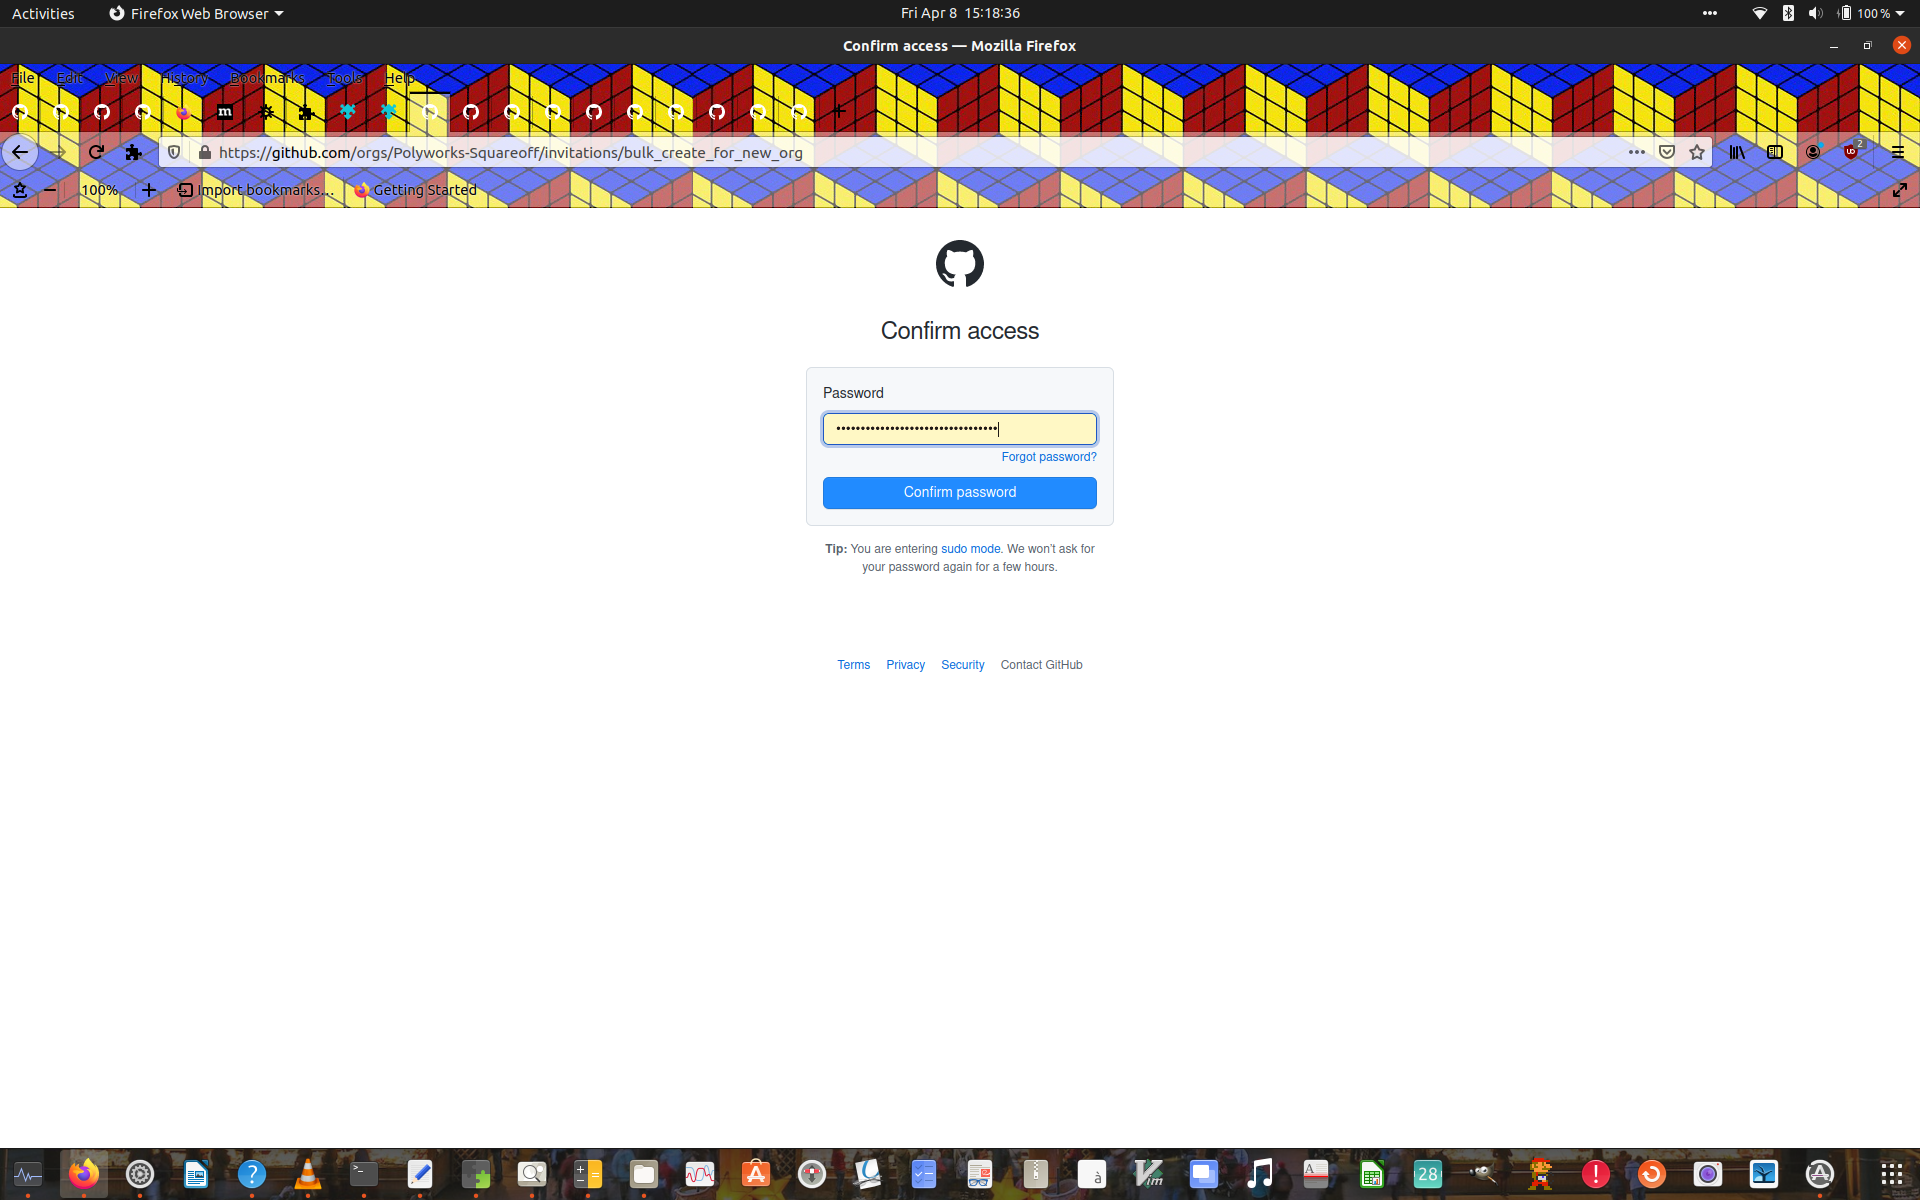 Activities
Firefox Web Browser
Fri Apr 8 15:18:36
100 %
Confirm access — Mozilla Firefox
File Edit View History Bookmarks Tools Help
m
https://github.com/orgs/Polyworks-Squareoff/invitations/bulk_create_for_new_org
2
100%
Import bookmarks...
Getting Started
Confirm access
Password
Forgot password?
Confirm password
Tip: You are entering sudo mode. We won't ask for
your password again for a few hours.
Terms Privacy Security Contact GitHub
>_
?
à
Vim
A
28
!